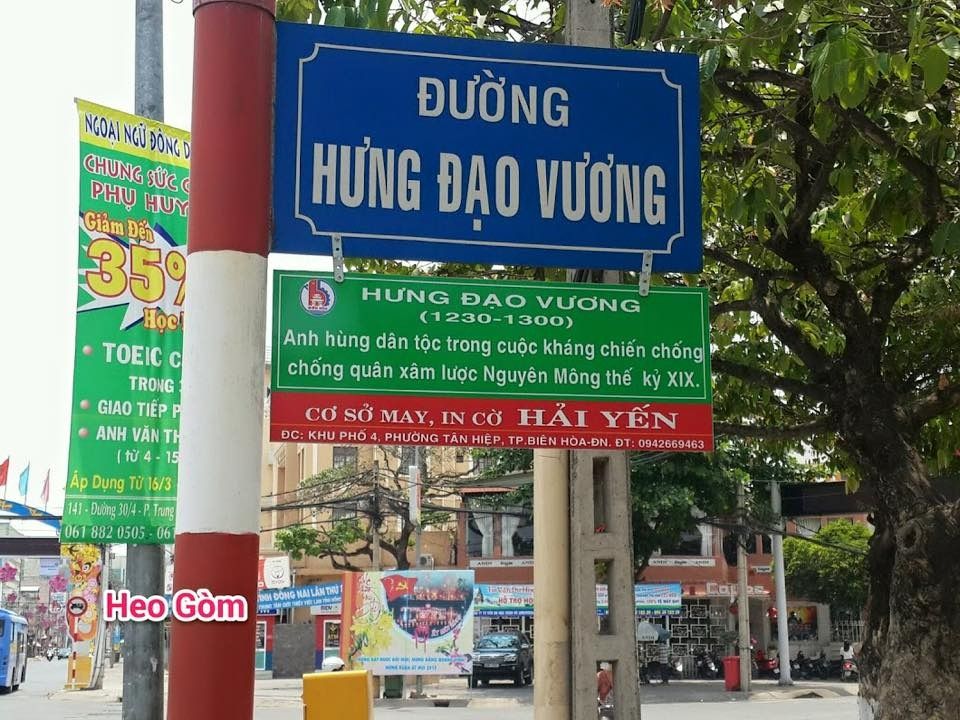 ĐƯỜNG
HƯNG ĐẠO VƯƠNG
HƯNG ĐẠO VƯƠNG
(1230-1300)
Anh hùng dân tộc trong cuộc kháng chiến chống
chống quân xâm lược Nguyên Mông thế kỷ XIX.
CƠ SỞ MAY, IN CỜ HẢI YẾN
ĐC: KHU PHỐ 4, PHƯỜNG TÂN HIỆP, TP.BIÊN HÒA-ĐN. ĐT: 0942669463
NGOẠI NGỮ ĐÔNG
CHUNG SỨC
PHỤ HUY
Giảm Đến
35%
Học
TOEIC
TRONG
GIAO TIẾP
ANH VĂN
( từ 4 - 15
Áp Dụng Từ 16/3
141 - Đường 30/4 - P. Trung
061 882 0505 - 06
Heo Gòm